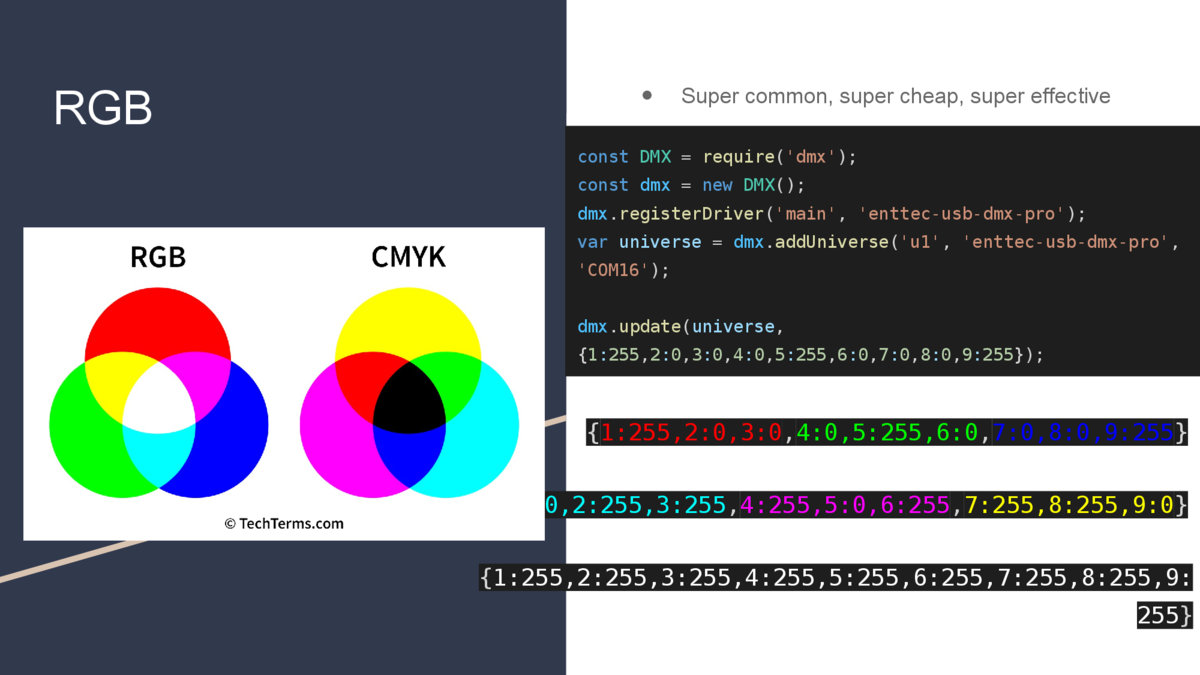 RGB
● Super common, super cheap, super effective
const DMX = require('dmx');
const dmx = new DMX();
dmx.registerDriver('main', 'enttec-usb-dmx-pro');
var universe = dmx.addUniverse('u1', 'enttec-usb-dmx-pro',
'COM16');
dmx.update(universe,
{1:255,2:0,3:0,4:0,5:255,6:0,7:0,8:0,9:255});
RGB
CMYK
© TechTerms.com
{1:255,2:0,3:0,4:0,5:255,6:0,7:0,8:0,9:255}
0,2:255,3:255,4:255,5:0,6:255,7:255,8:255,9:0}
{1:255,2:255,3:255,4:255,5:255,6:255,7:255,8:255,9:
255}